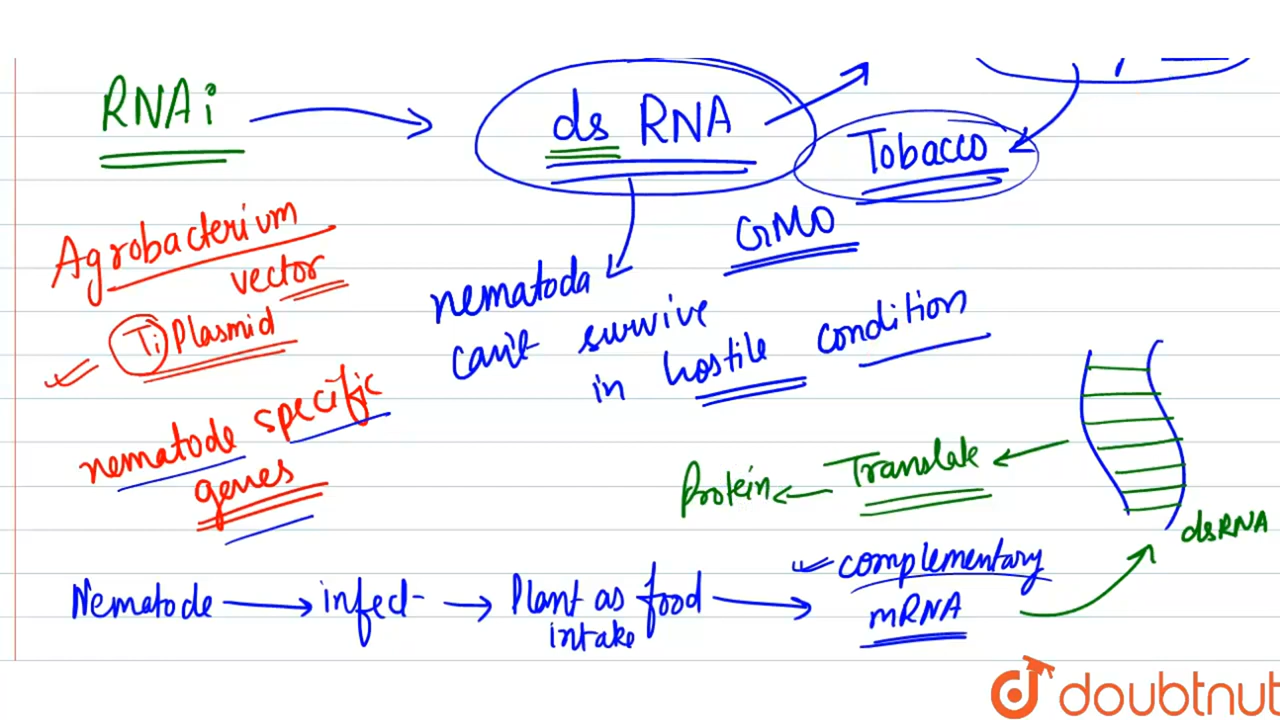 RNAi
ds RNA
Tobacco
GMO
Agrobacterium
vector
Ti Plasmid
nematoda
can't survive
in hostile condition
nematode specific
genes
Protein
Translate
dsRNA
Nematode infect Plant as food
intake
complementary
mRNA
doubtnut